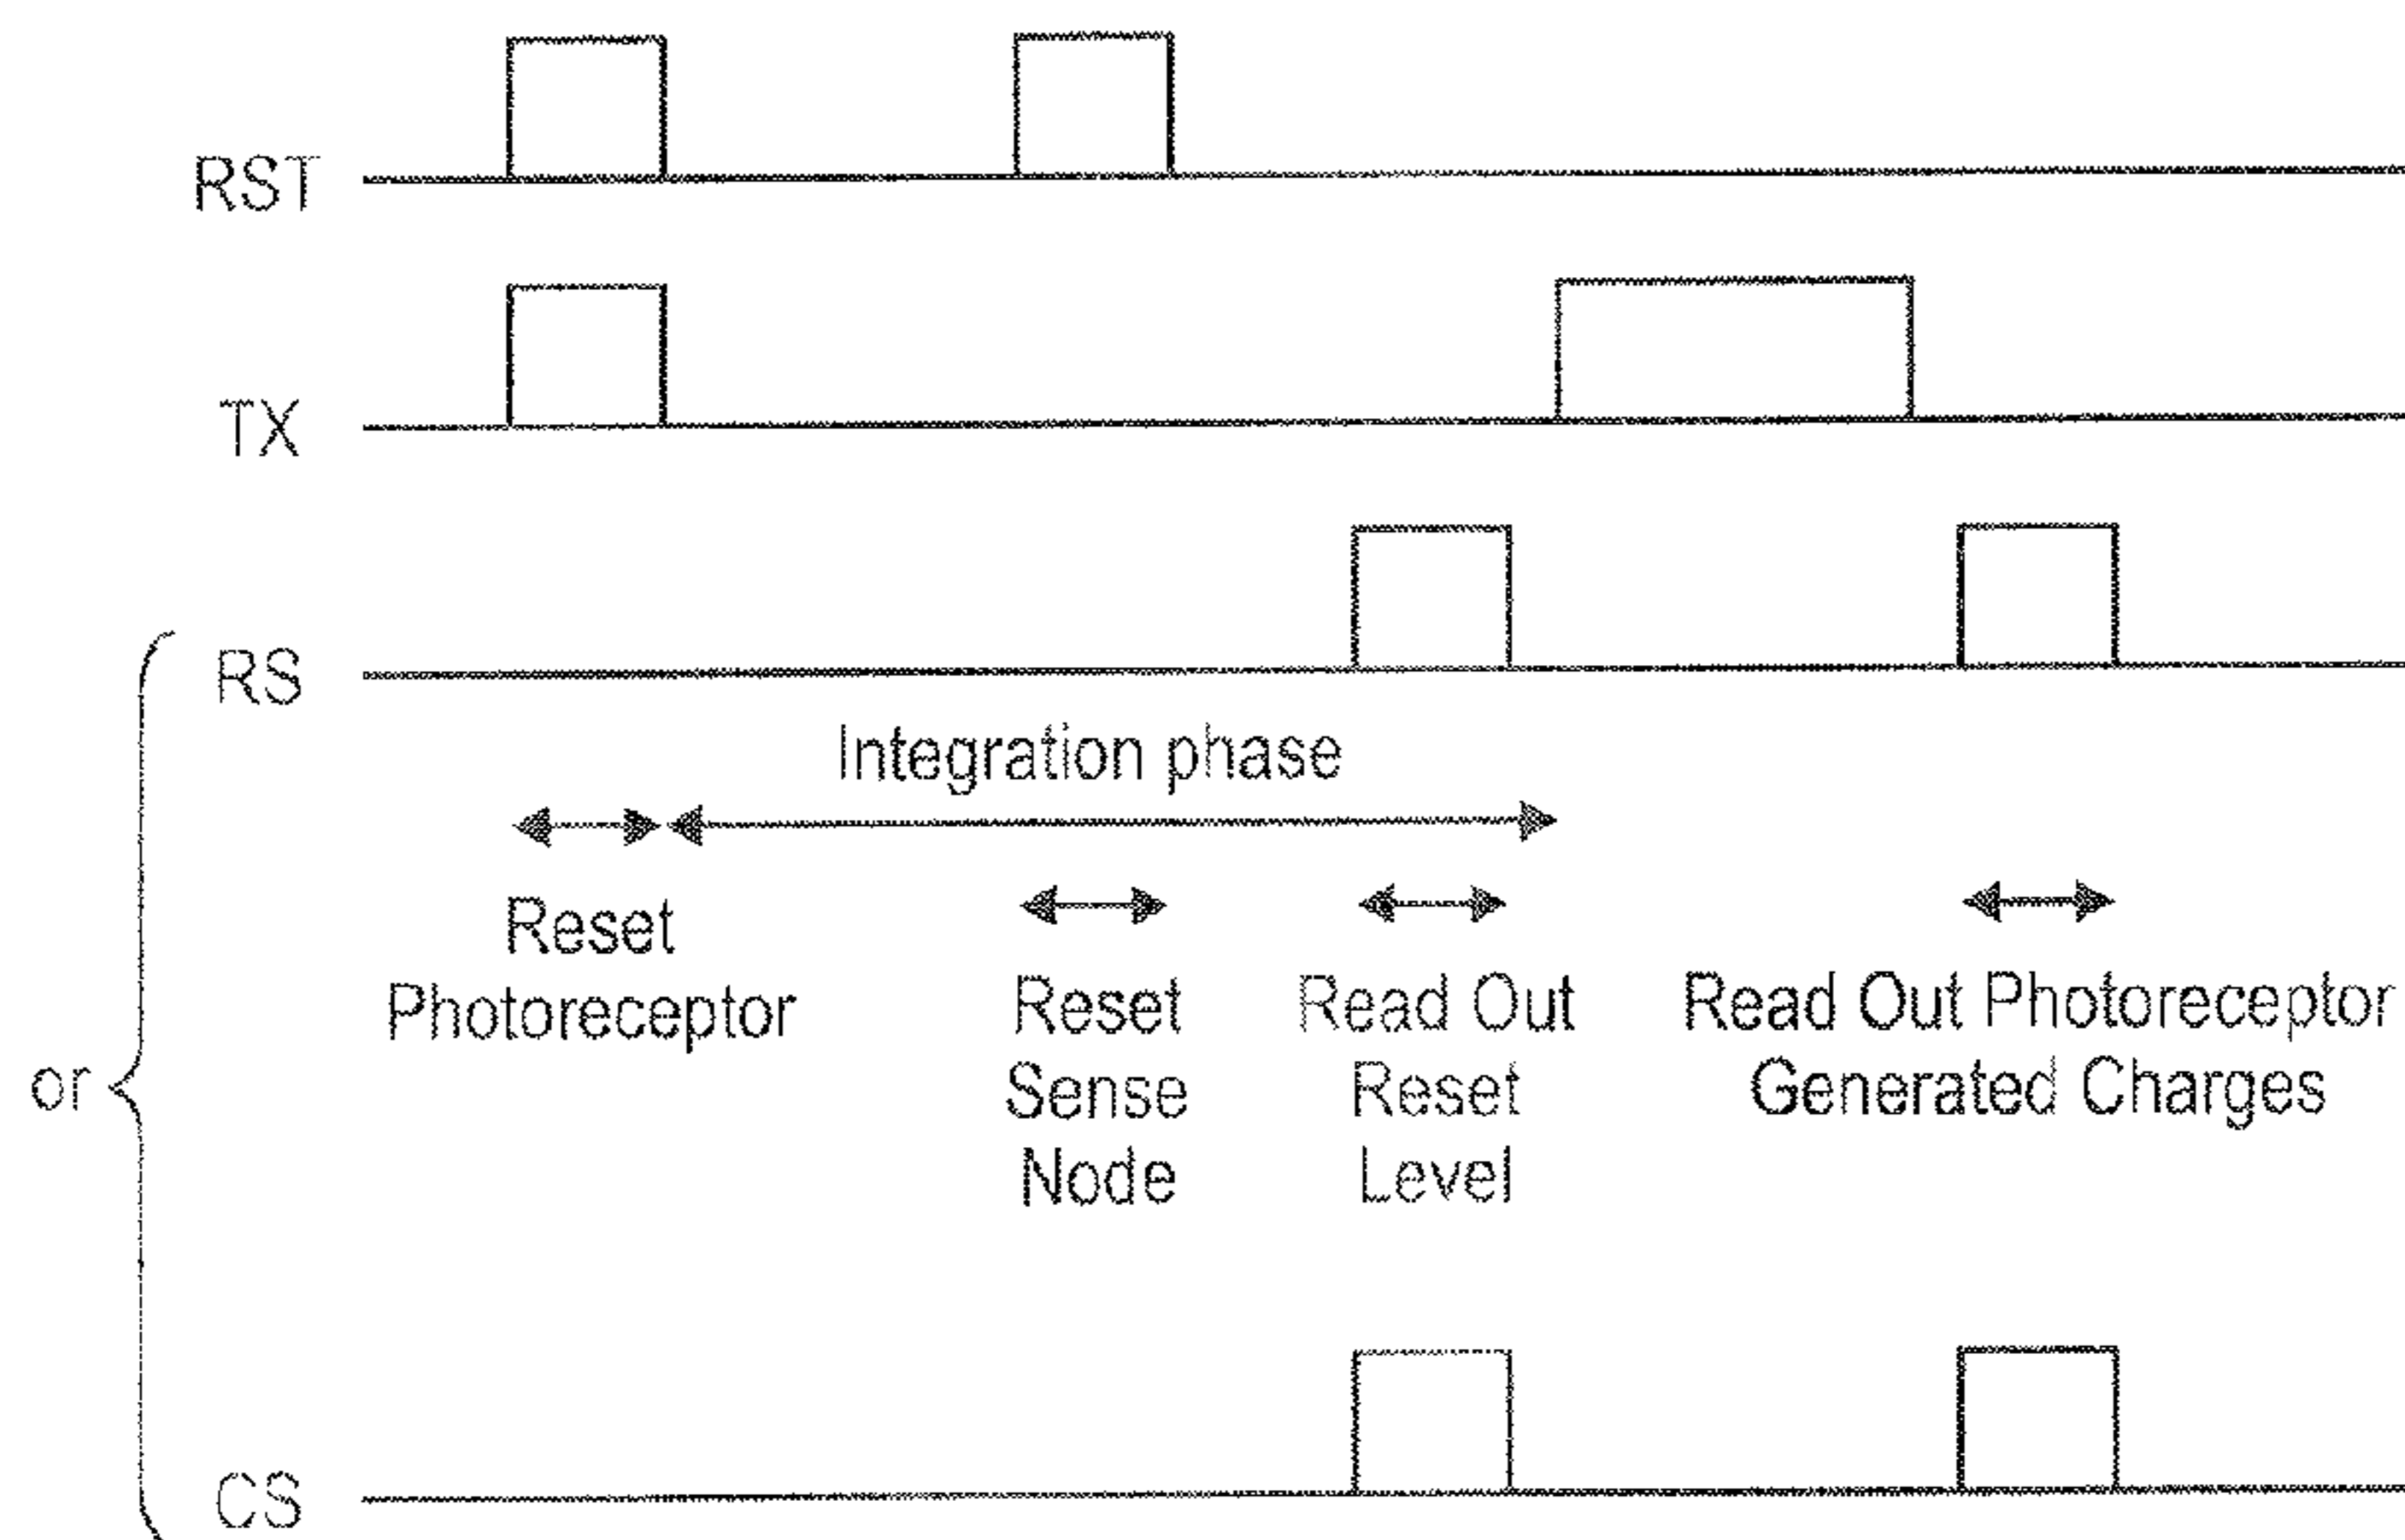 RST
TX
RS
Integration phase
Reset
Photoreceptor
Reset
Sense
Node
Read Out
Reset
Level
Read Out Photoreceptor
Generated Charges
or
CS